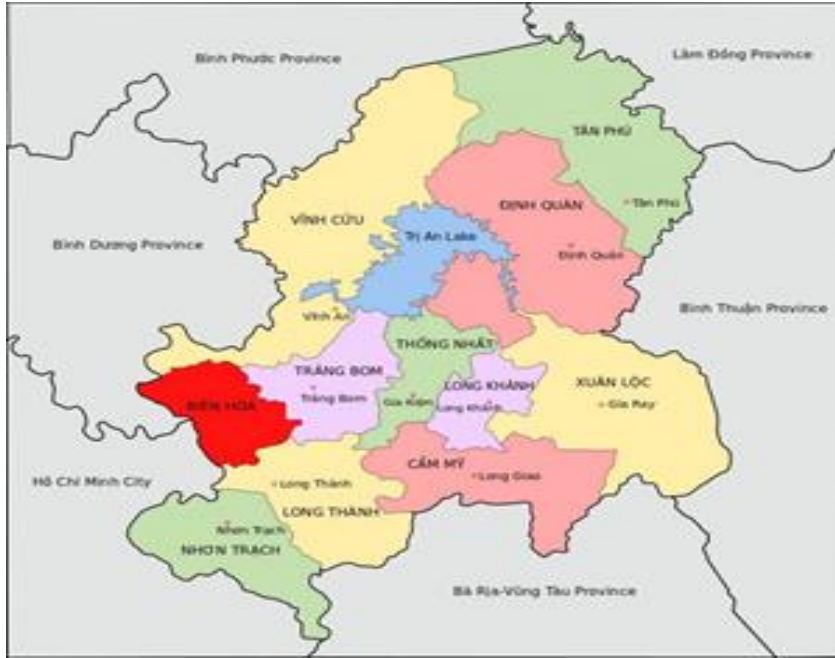 Bình Phước Province
Lâm Đồng Province
TÂN PHÚ
Tân Phú
VĨNH CỬU
ĐỊNH QUÁN
Trị An Lake
Bình Dương Province
Định Quán
Bình Thuận Province
Vĩnh An
THỐNG NHẤT
TRẢNG BOM
LONG KHÁNH
XUÂN LỘC
Trảng Bom
Gia Kiệm
Long Khánh
Gia Ray
BIÊN HÒA
CẨM MỸ
Long Giao
Hồ Chí Minh City
Long Thành
LONG THÀNH
Nhơn Trạch
NHƠN TRẠCH
Bà Rịa-Vũng Tàu Province